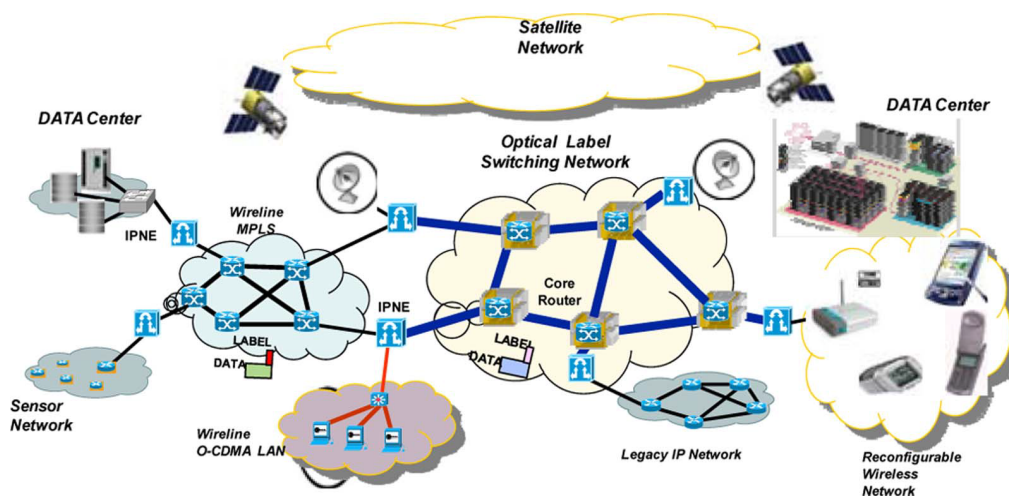 Satellite
Network
DATA Center
DATA Center
Optical Label
Switching Network
IPNE
Wireline
MPLS
Core
Router
IPNE
LABEL
DATA
LABEL
DATA
Sensor
Network
Wireline
O-CDMA LAN
Legacy IP Network
Reconfigurable
Wireless
Network